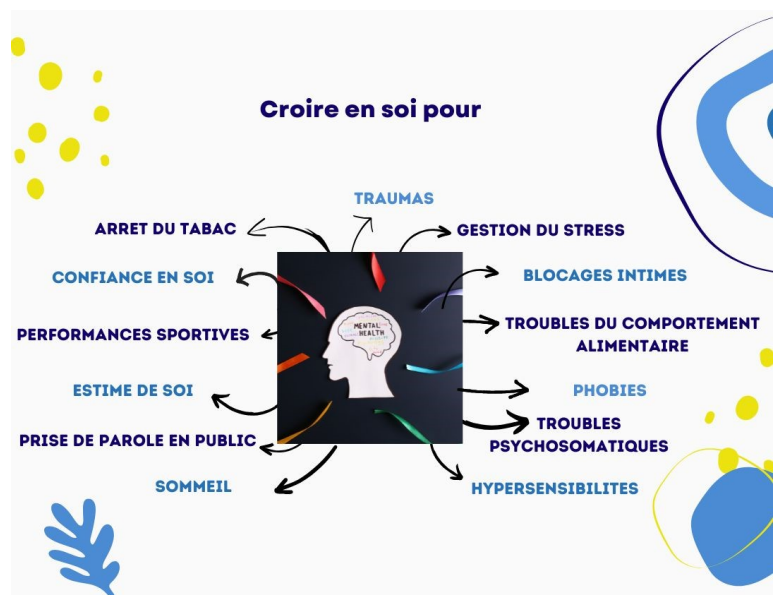 Croire en soi pour
TRAUMAS
ARRET DU TABAC
GESTION DU STRESS
CONFIANCE EN SOI
BLOCAGES INTIMES
PERFORMANCES SPORTIVES
TROUBLES DU COMPORTEMENT
ALIMENTAIRE
MENTAL
HEALTH
ESTIME DE SOI
PHOBIES
PRISE DE PAROLE EN PUBLIC
TROUBLES
PSYCHOSOMATIQUES
SOMMEIL
HYPERSENSIBILITES